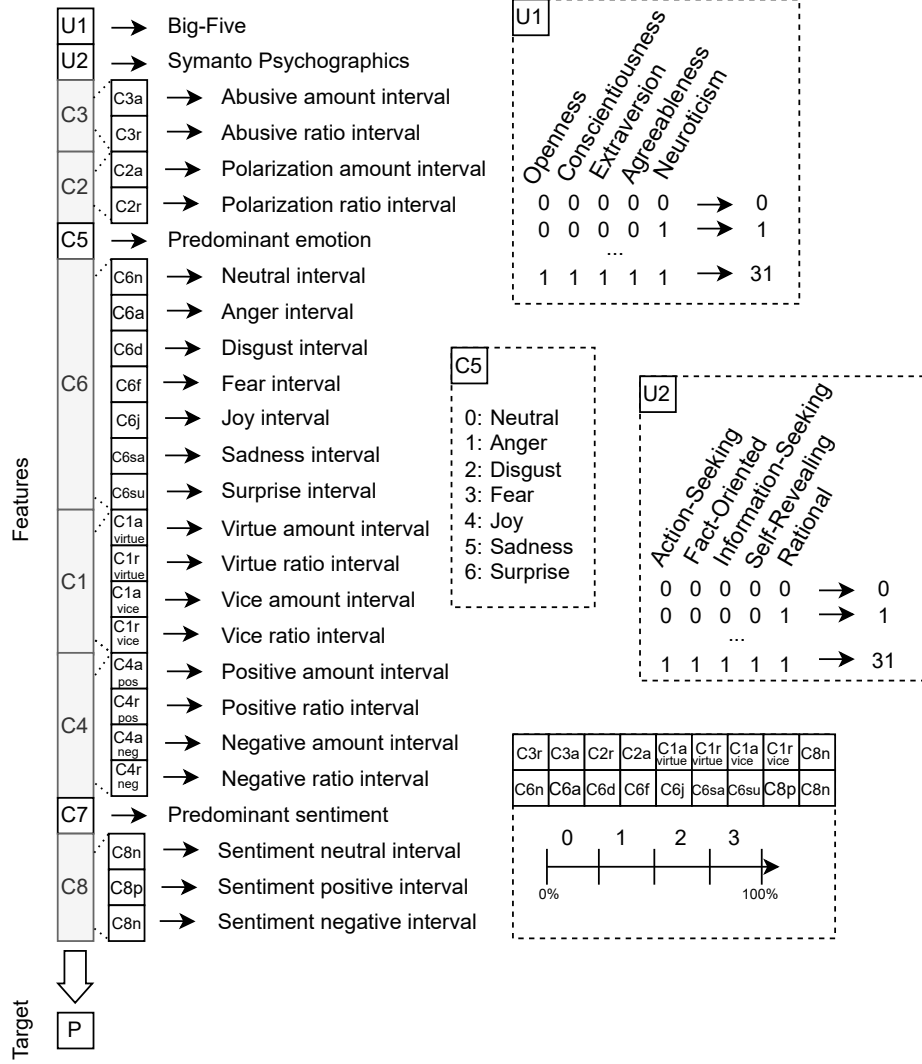 U1 Big-Five
U2 Symanto Psychographics
C3
C3a Abusive amount interval
C3r Abusive ratio interval
C2
C2a Polarization amount interval
C2r Polarization ratio interval
C5 Predominant emotion
C6
C6n Neutral interval
C6a Anger interval
C6d Disgust interval
C6f Fear interval
C6j Joy interval
C6sa Sadness interval
C6su Surprise interval
C1
C1a virtue Virtue amount interval
C1r virtue Virtue ratio interval
C1a vice Vice amount interval
C1r vice Vice ratio interval
C4
C4a pos Positive amount interval
C4r pos Positive ratio interval
C4a neg Negative amount interval
C4r neg Negative ratio interval
C7 Predominant sentiment
C8
C8n Sentiment neutral interval
C8p Sentiment positive interval
C8n Sentiment negative interval
Features
Target
P
U1
Openness
Conscientiousness
Extraversion
Agreeableness
Neuroticism
0 0 0 0 0 0
0 0 0 0 1 1
...
1 1 1 1 1 31
C5
0: Neutral
1: Anger
2: Disgust
3: Fear
4: Joy
5: Sadness
6: Surprise
U2
Action-Seeking
Fact-Oriented
Information-Seeking
Self-Revealing
Rational
0 0 0 0 0 0
0 0 0 0 1 1
...
1 1 1 1 1 31
C3r C3a C2r C2a C1a virtue C1r virtue C1a vice C1r vice C8n
C6n C6a C6d C6f C6j C6sa C6su C8p C8n
0 1 2 3
0% 100%